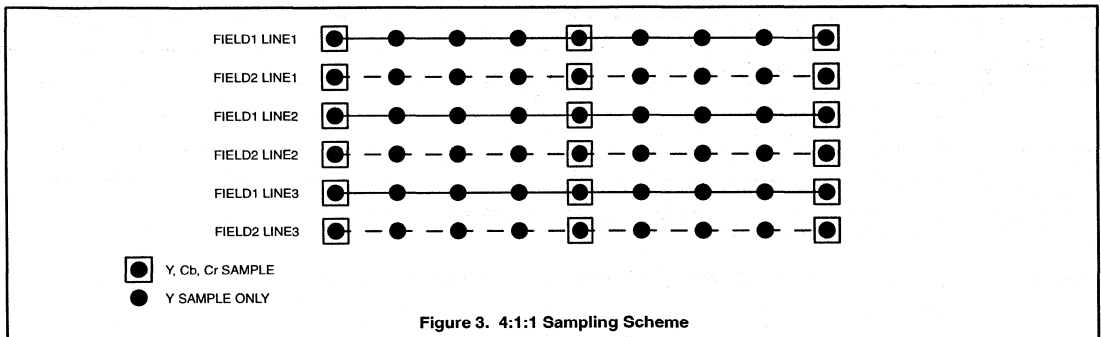 FIELD1 LINE1
FIELD2 LINE1
FIELD1 LINE2
FIELD2 LINE2
FIELD1 LINE3
FIELD2 LINE3
Y, Cb, Cr SAMPLE
Y SAMPLE ONLY
Figure 3. 4:1:1 Sampling Scheme